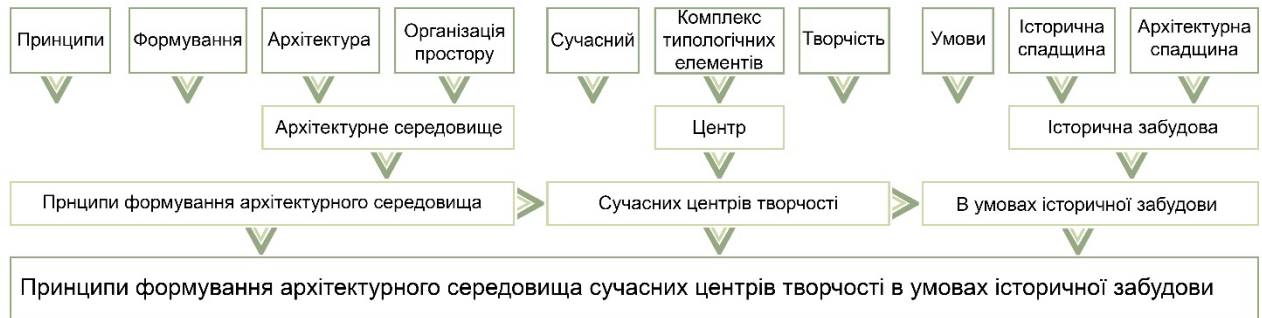 Принципи
Формування
Архітектура
Організація
простору
Сучасний
Комплекс
типологічних
елементів
Творчість
Умови
Історична
спадщина
Архітектурна
спадщина
Архітектурне середовище
Центр
Історична забудова
Прнципи формування архітектурного середовища
Сучасних центрів творчості
В умовах історичної забудови
Принципи формування архітектурного середовища сучасних центрів творчості в умовах історичної забудови